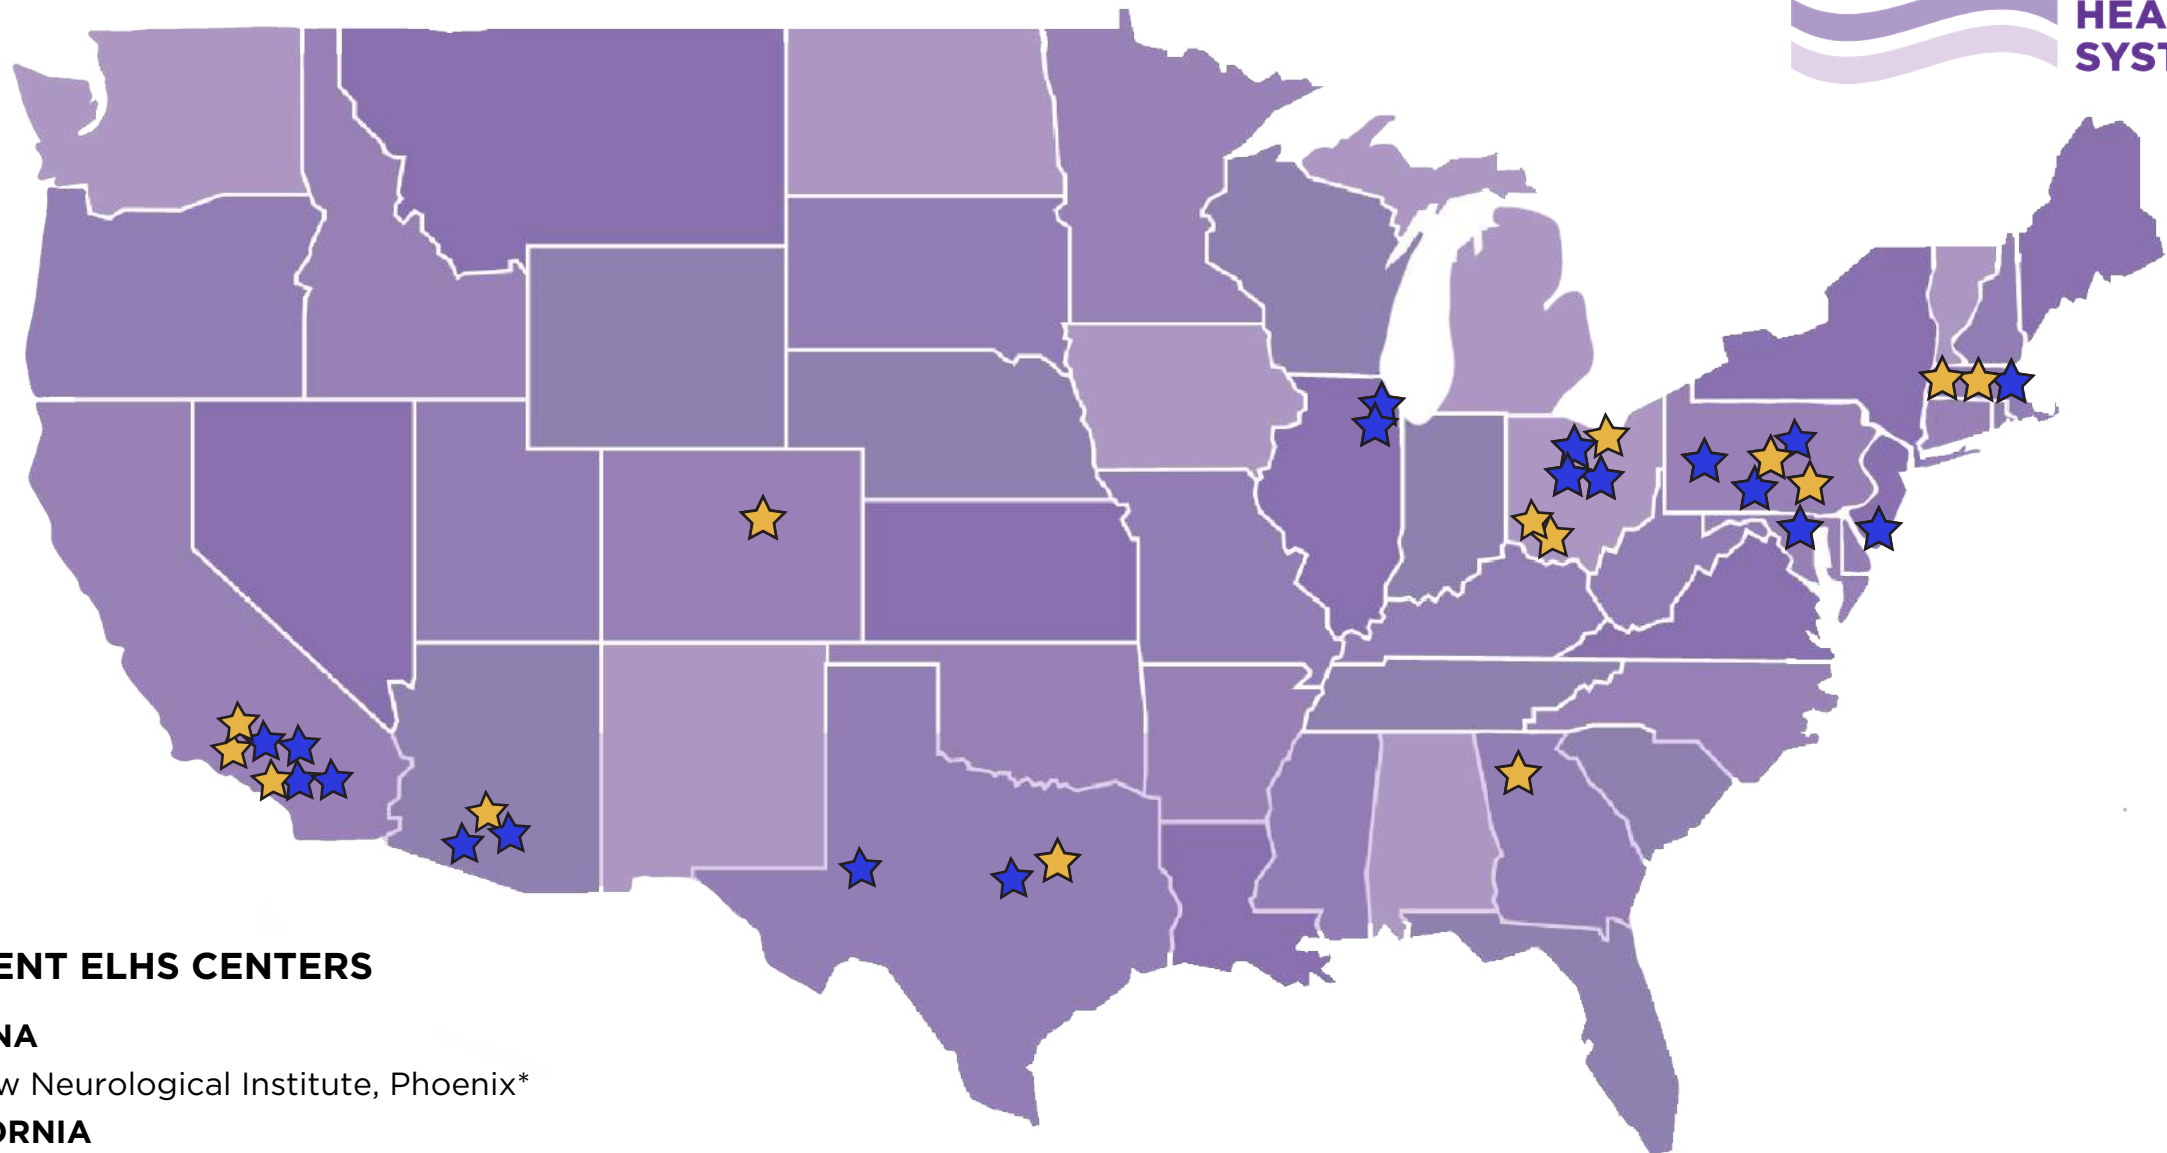 HEA
SYST
ENT ELHS CENTERS
NA
w Neurological Institute, Phoenix*
ORNIA